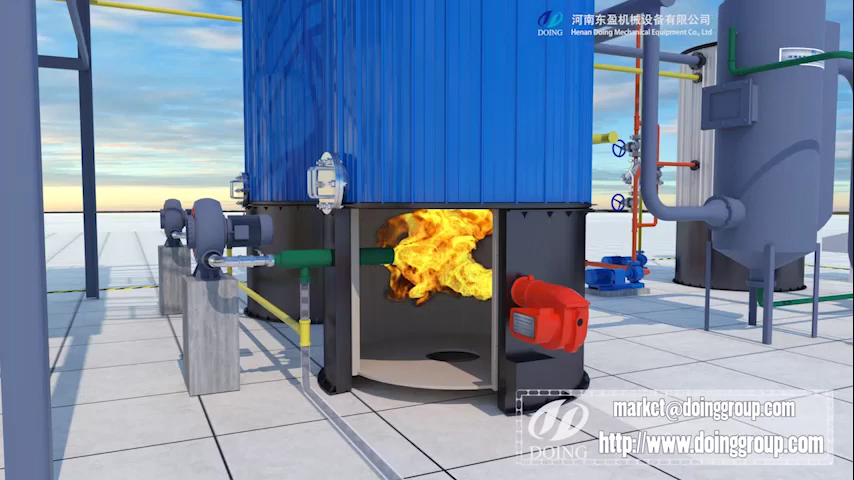 DOING
河南东盈机械设备有限公司
Henan Doing Mechanical Equipment Co., Ltd
DOING
market@doinggroup.com
http://www.doinggroup.com